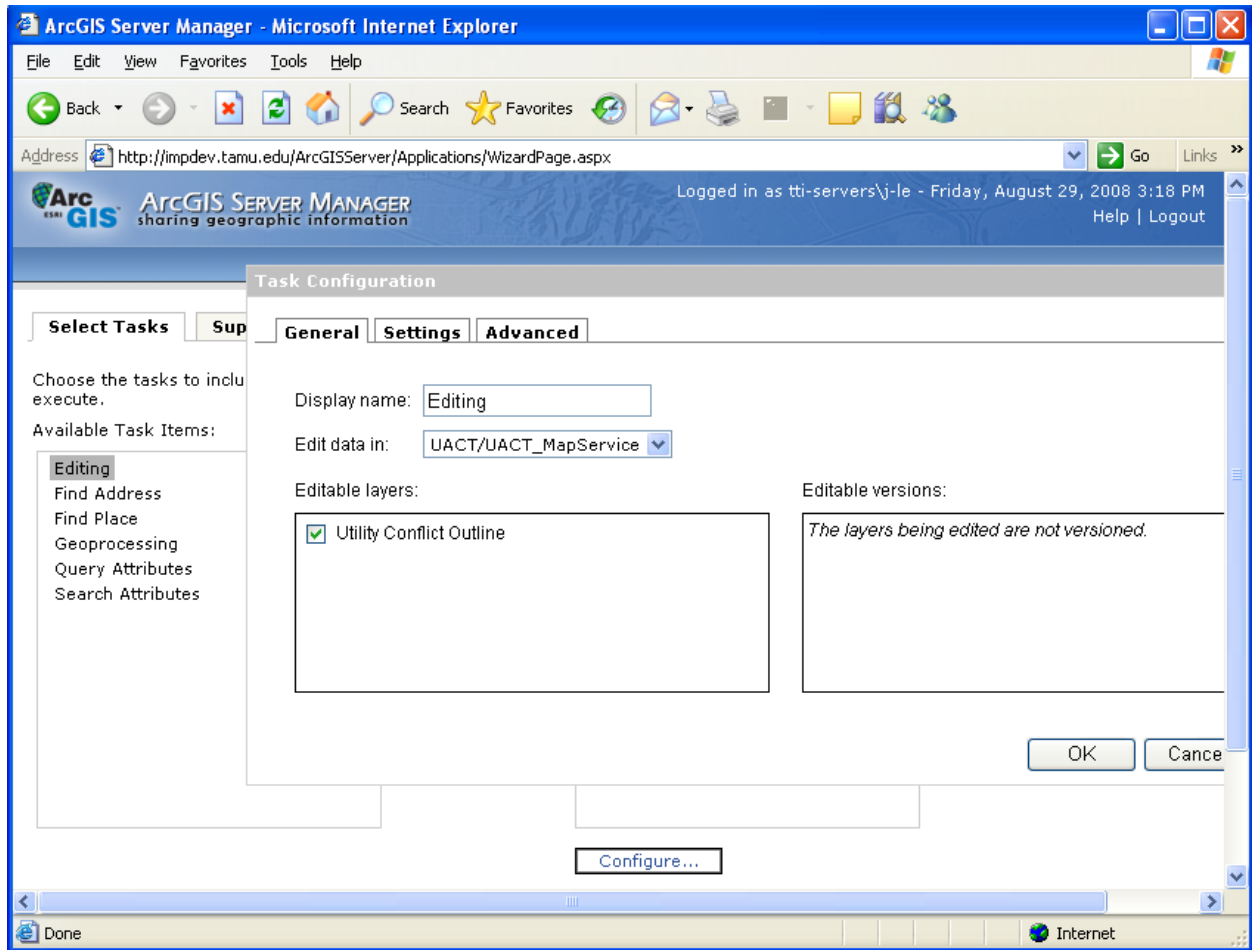 ArcGIS Server Manager - Microsoft Internet Explorer
File Edit View Favorites Tools Help
Back Search Favorites
Address http://impdev.tamu.edu/ArcGISServer/Applications/WizardPage.aspx Go Links »
Arc GIS ESRI ARCGIS SERVER MANAGER
sharing geographic information
Logged in as tti-servers\j-le - Friday, August 29, 2008 3:18 PM
Help | Logout
Task Configuration
Select Tasks Sup
General Settings Advanced
Choose the tasks to inclu
execute.
Available Task Items:
Editing
Find Address
Find Place
Geoprocessing
Query Attributes
Search Attributes
Display name: Editing
Edit data in: UACT/UACT_MapService
Editable layers: Editable versions:
Utility Conflict Outline The layers being edited are not versioned.
OK Cance
Configure...
Done Internet